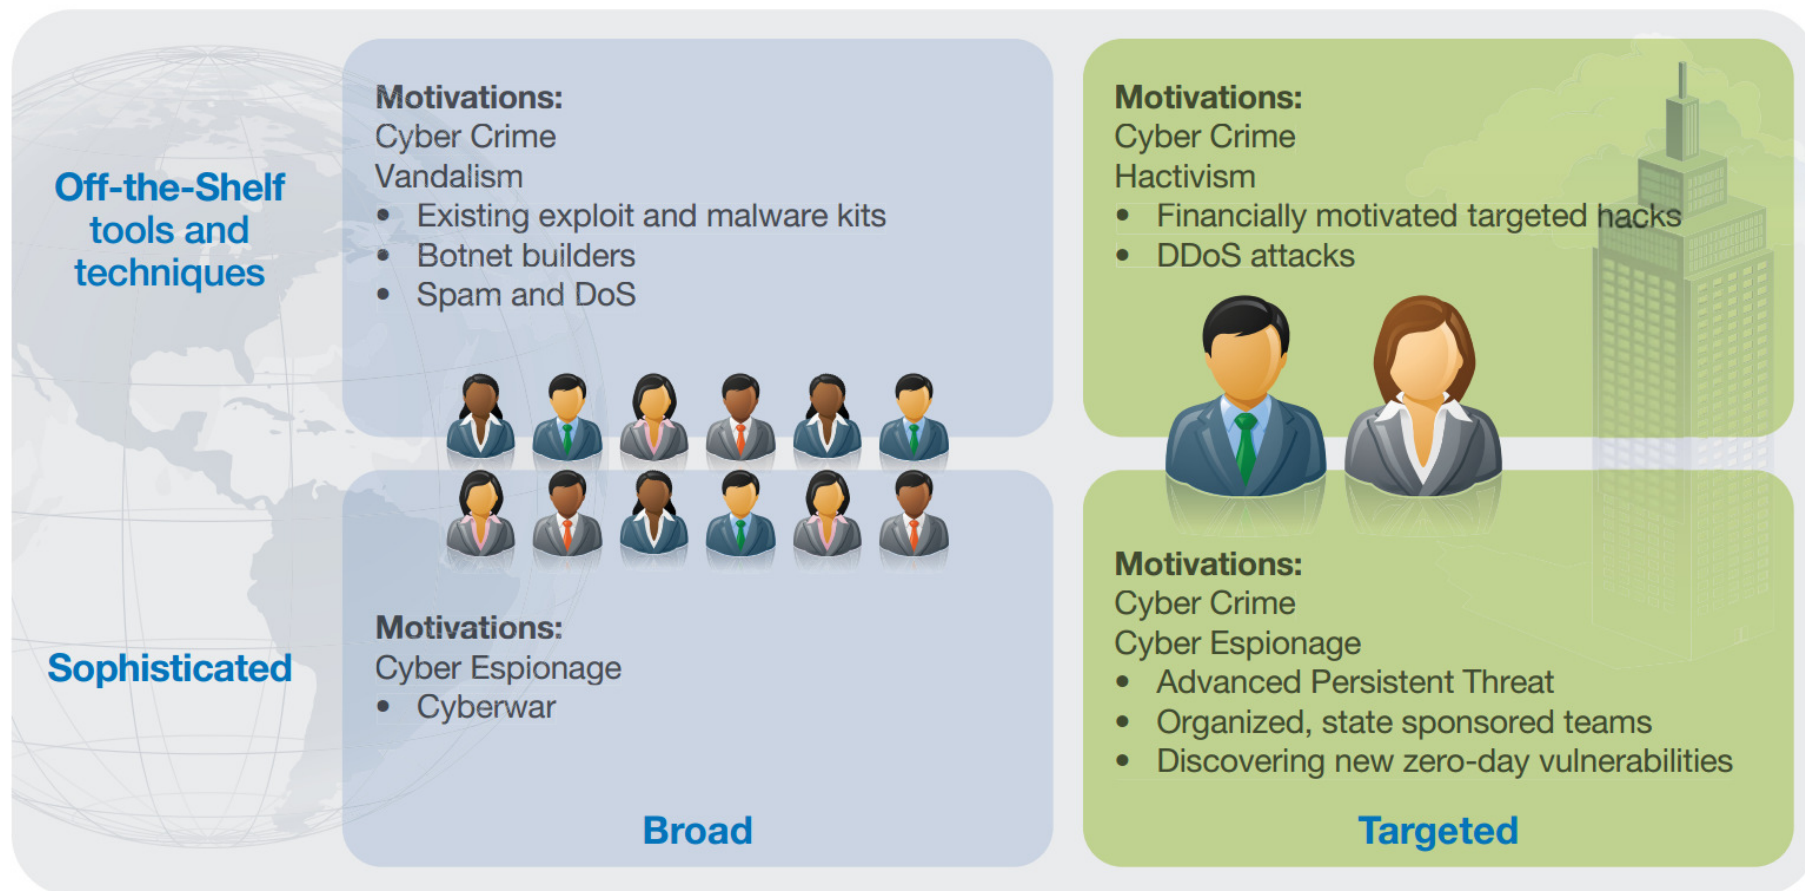 Off-the-Shelf
tools and
techniques
Motivations:
Cyber Crime
Vandalism
• Existing exploit and malware kits
• Botnet builders
• Spam and DoS
Motivations:
Cyber Crime
Hactivism
• Financially motivated targeted hacks
• DDoS attacks
Sophisticated
Motivations:
Cyber Espionage
• Cyberwar
Broad
Motivations:
Cyber Crime
Cyber Espionage
• Advanced Persistent Threat
• Organized, state sponsored teams
• Discovering new zero-day vulnerabilities
Targeted